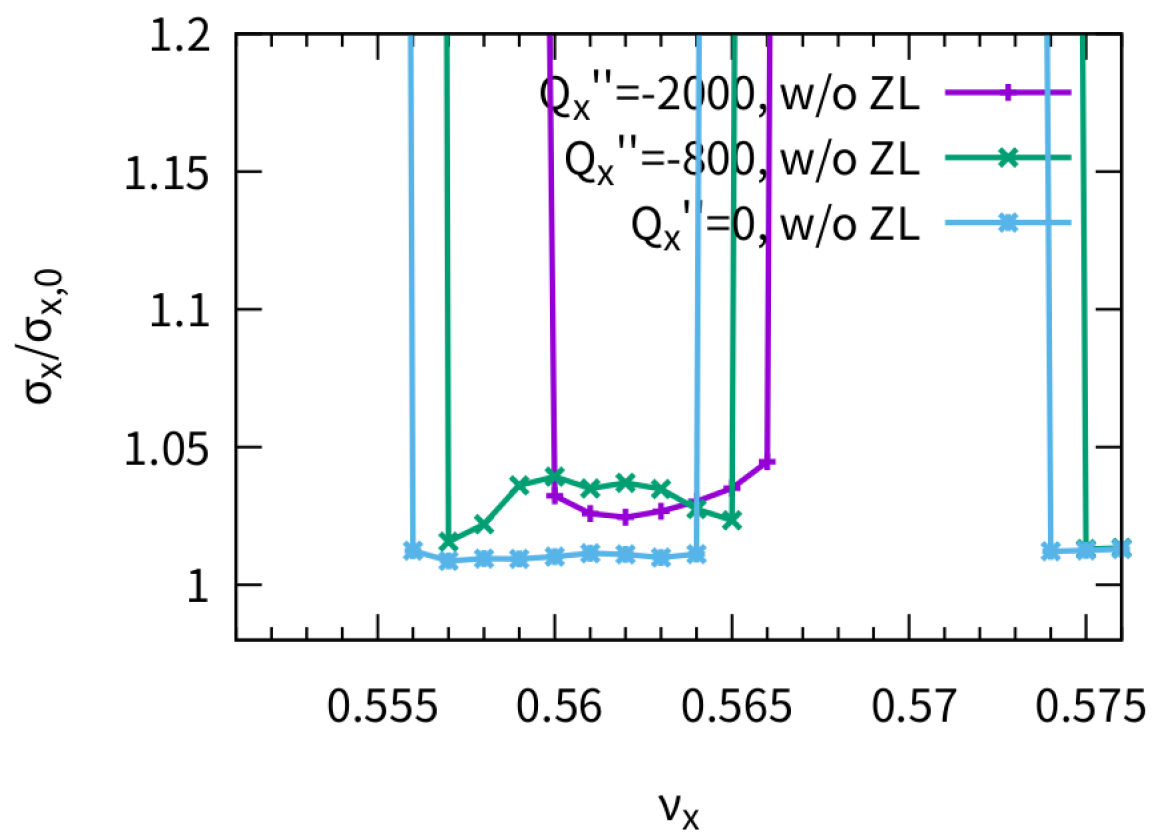 1.2
1.15
1.1
1.05
1
σx/σx,0
Qx''=-2000, w/o ZL
Qx''=-800, w/o ZL
Qx''=0, w/o ZL
0.555 0.56 0.565 0.57 0.575
νx